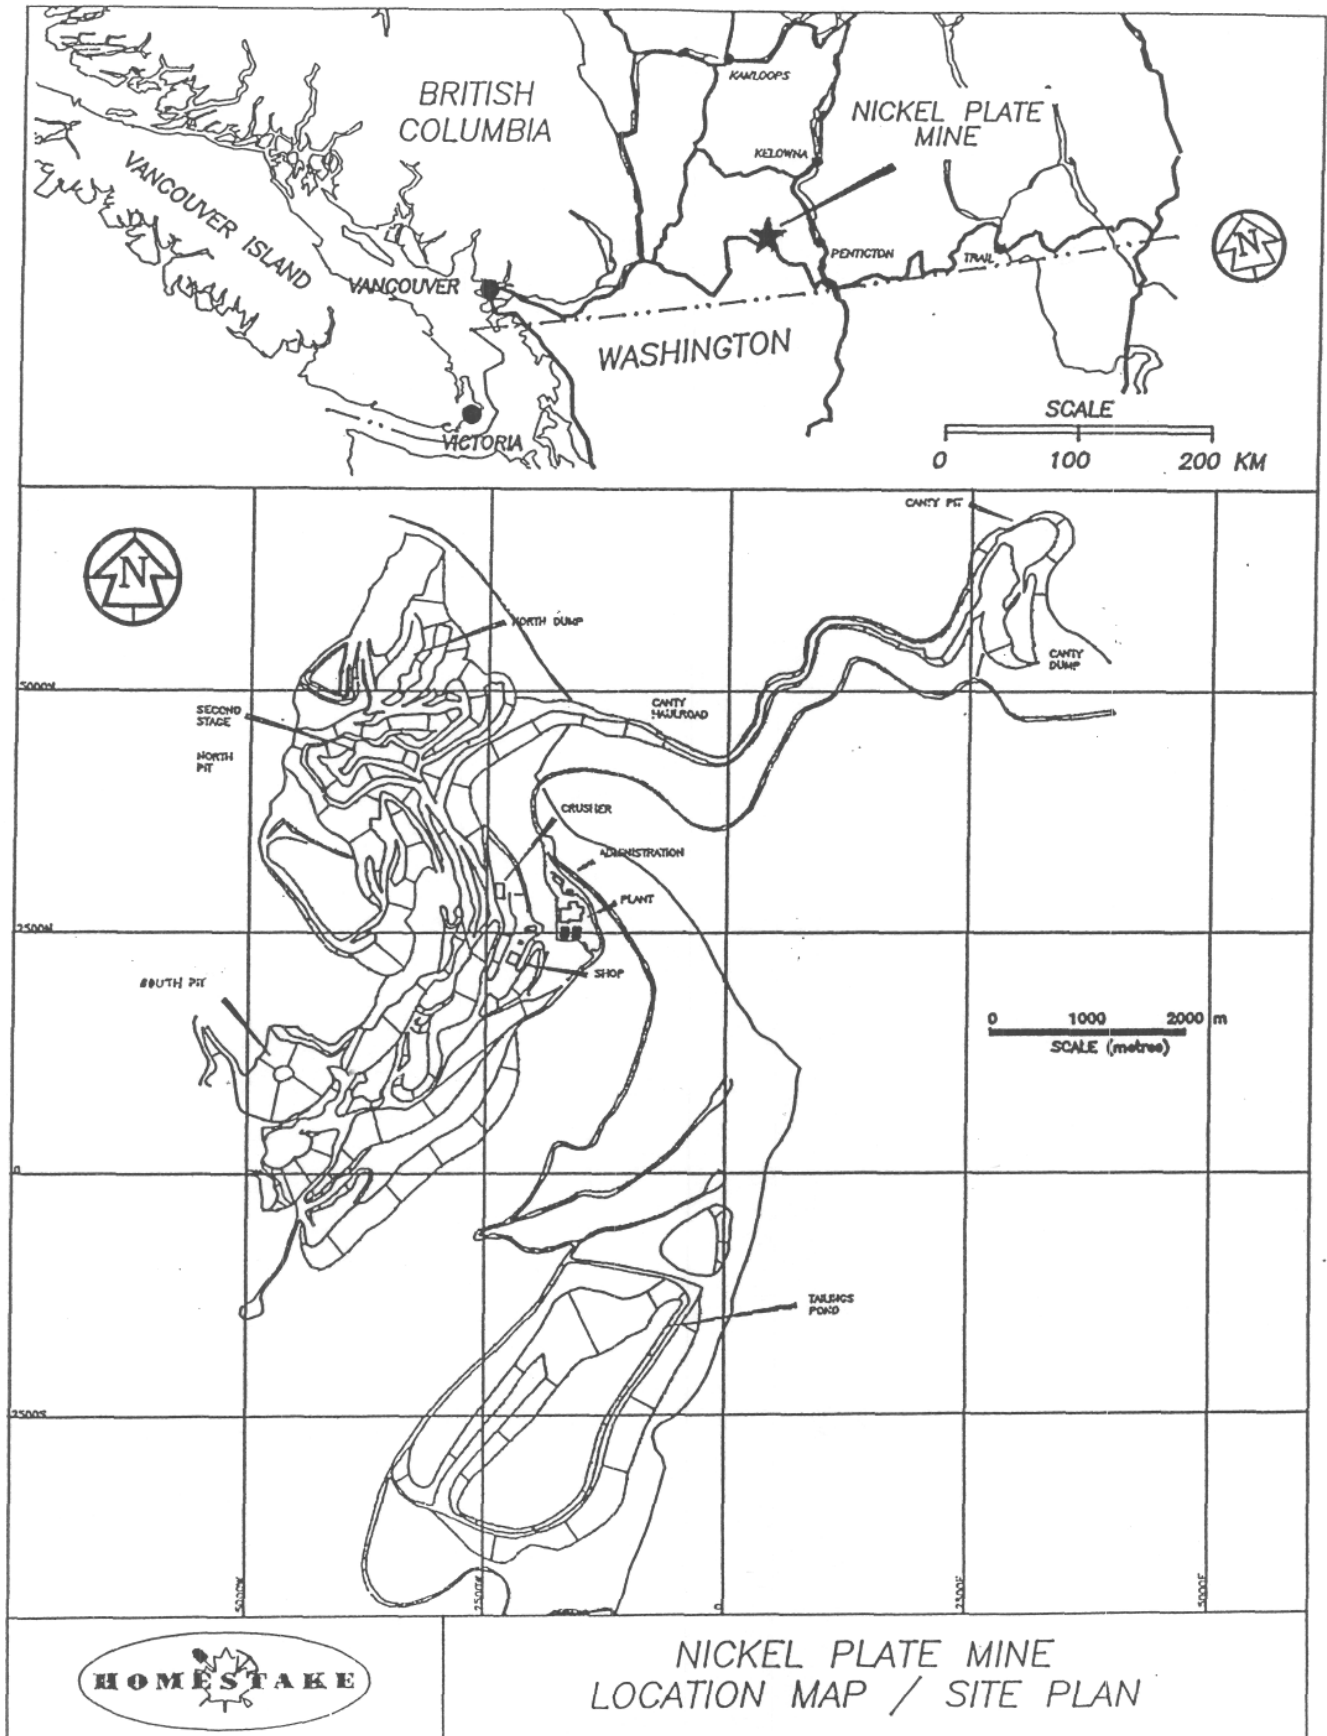 BRITISH
COLUMBIA
KAMLOOPS
NICKEL PLATE
MINE
KELOWNA
VANCOUVER ISLAND
N
PENTICTON
TRAIL
VANCOUVER
WASHINGTON
VICTORIA
SCALE
0 100 200 KM
CANTY PIT
N
NORTH DUMP
CANTY
DUMP
5000N
SECOND
STAGE
CANTY
HAULROAD
NORTH
PIT
CRUSHER
ADMINISTRATION
PLANT
2500N
SHOP
SOUTH PIT
0 1000 2000 m
SCALE (metres)
0
TAILINGS
POND
2500S
5000W
2500W
0
2500E
5000E
HOMESTAKE
NICKEL PLATE MINE
LOCATION MAP / SITE PLAN